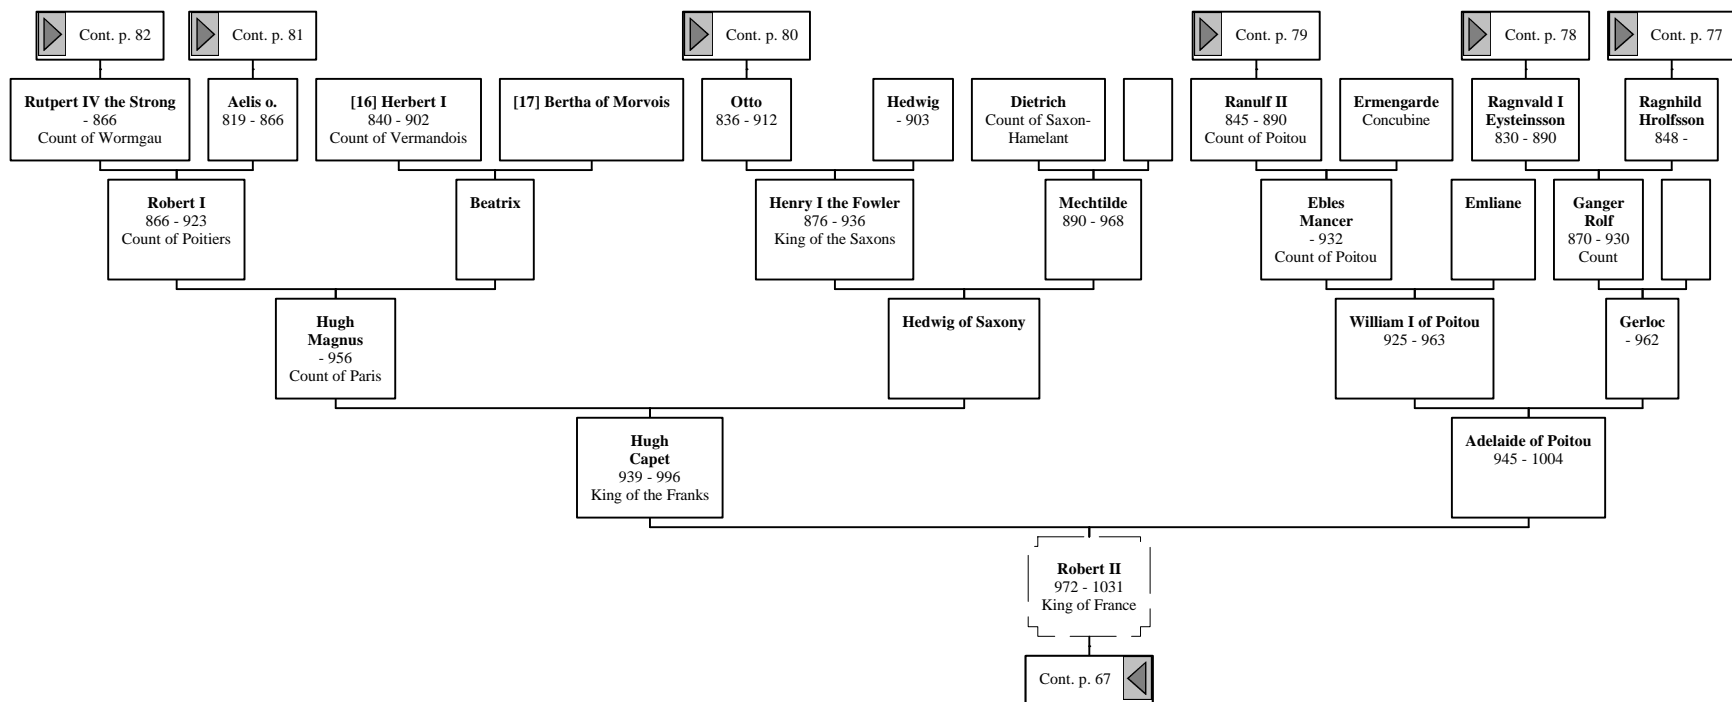 Cont. p. 82
Cont. p. 81
Cont. p. 80
Cont. p. 79
Cont. p. 78
Cont. p. 77
Rutpert IV the Strong
- 866
Count of Wormgau
Aelis o.
819 - 866
[16] Herbert I
840 - 902
Count of Vermandois
[17] Bertha of Morvois
Otto
836 - 912
Hedwig
- 903
Dietrich
Count of Saxon-
Hamelant
Ranulf II
845 - 890
Count of Poitou
Ermengarde
Concubine
Ragnvald I
Eysteinsson
830 - 890
Ragnhild
Hrolfsson
848 -
Robert I
866 - 923
Count of Poitiers
Beatrix
Henry I the Fowler
876 - 936
King of the Saxons
Mechtilde
890 - 968
Ebles
Mancer
- 932
Count of Poitou
Emliane
Ganger
Rolf
870 - 930
Count
Hugh
Magnus
- 956
Count of Paris
Hedwig of Saxony
William I of Poitou
925 - 963
Gerloc
- 962
Hugh
Capet
939 - 996
King of the Franks
Adelaide of Poitou
945 - 1004
Robert II
972 - 1031
King of France
Cont. p. 67